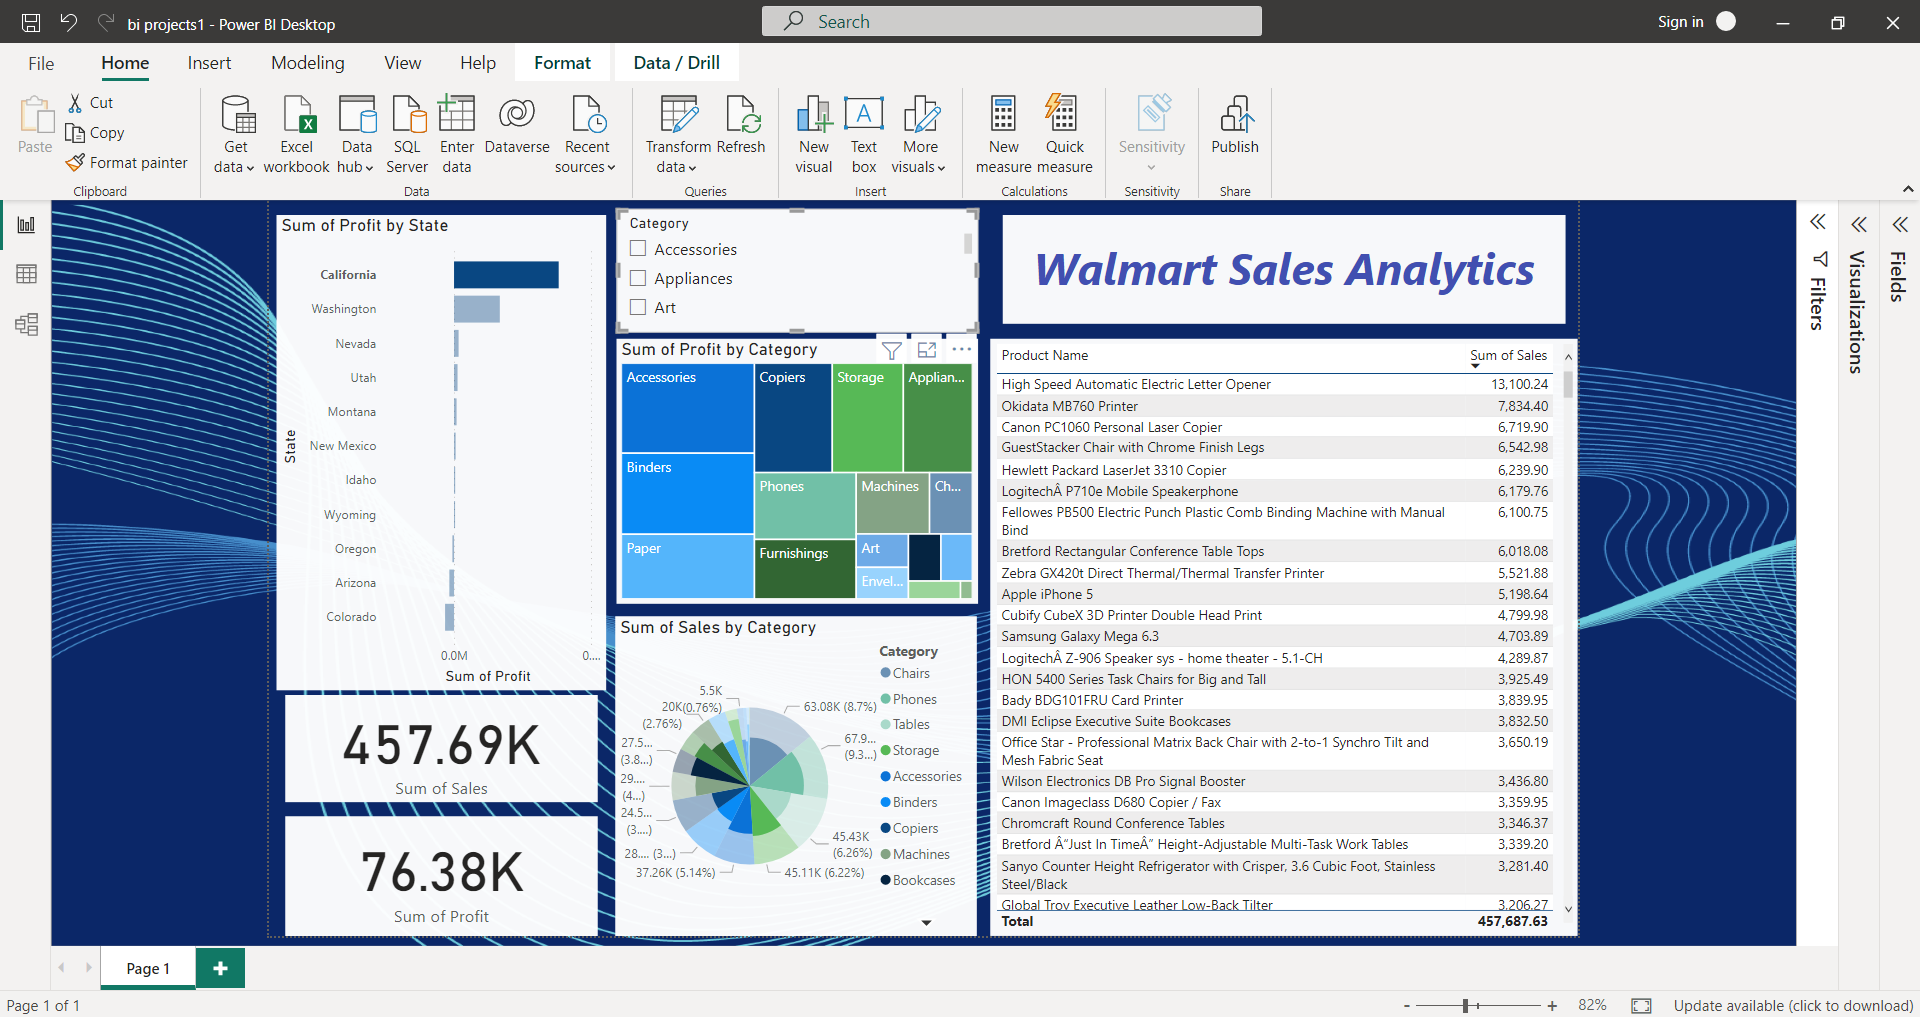 bi projects1 - Power BI Desktop
Search
Sign in
File
Home
Insert
Modeling
View
Help
Format
Data / Drill
Paste
Cut
Copy
Format painter
Clipboard
Get data
Excel workbook
Data hub
SQL Server
Enter data
Dataverse
Recent sources
Data
Transform data
Refresh
Queries
New visual
Text box
More visuals
Insert
New measure
Quick measure
Calculations
Sensitivity
Sensitivity
Publish
Share
Sum of Profit by State
State
California
Washington
Nevada
Utah
Montana
New Mexico
Idaho
Wyoming
Oregon
Arizona
Colorado
0.0M
0....
Sum of Profit
457.69K
Sum of Sales
76.38K
Sum of Profit
Category
Accessories
Appliances
Art
Sum of Profit by Category
Accessories
Copiers
Storage
Applian...
Binders
Phones
Machines
Ch...
Paper
Furnishings
Art
Envel...
Sum of Sales by Category
5.5K
(0.76%)
20K
(2.76%)
27.5...
(3.8...)
29....
(4...)
24.5...
(3....)
28.... (3...)
37.26K (5.14%)
45.11K (6.22%)
45.43K
(6.26%)
67.9...
(9.3...)
63.08K (8.7%)
Category
Chairs
Phones
Tables
Storage
Accessories
Binders
Copiers
Machines
Bookcases
Walmart Sales Analytics
Product Name Sum of Sales
High Speed Automatic Electric Letter Opener 13,100.24
Okidata MB760 Printer 7,834.40
Canon PC1060 Personal Laser Copier 6,719.90
GuestStacker Chair with Chrome Finish Legs 6,542.98
Hewlett Packard LaserJet 3310 Copier 6,239.90
LogitechÂ P710e Mobile Speakerphone 6,179.76
Fellowes PB500 Electric Punch Plastic Comb Binding Machine with Manual 6,100.75
Bind
Bretford Rectangular Conference Table Tops 6,018.08
Zebra GX420t Direct Thermal/Thermal Transfer Printer 5,521.88
Apple iPhone 5 5,198.64
Cubify CubeX 3D Printer Double Head Print 4,799.98
Samsung Galaxy Mega 6.3 4,703.89
LogitechÂ Z-906 Speaker sys - home theater - 5.1-CH 4,289.87
HON 5400 Series Task Chairs for Big and Tall 3,925.49
Bady BDG101FRU Card Printer 3,839.95
DMI Eclipse Executive Suite Bookcases 3,832.50
Office Star - Professional Matrix Back Chair with 2-to-1 Synchro Tilt and 3,650.19
Mesh Fabric Seat
Wilson Electronics DB Pro Signal Booster 3,436.80
Canon Imageclass D680 Copier / Fax 3,359.95
Chromcraft Round Conference Tables 3,346.37
Bretford Â“Just In TimeÂ” Height-Adjustable Multi-Task Work Tables 3,339.20
Sanyo Counter Height Refrigerator with Crisper, 3.6 Cubic Foot, Stainless 3,281.40
Steel/Black
Global Troy Executive Leather Low-Back Tilter 3,206.27
Total 457,687.63
Filters
Visualizations
Fields
Page 1
Page 1 of 1
- + 82%
Update available (click to download)